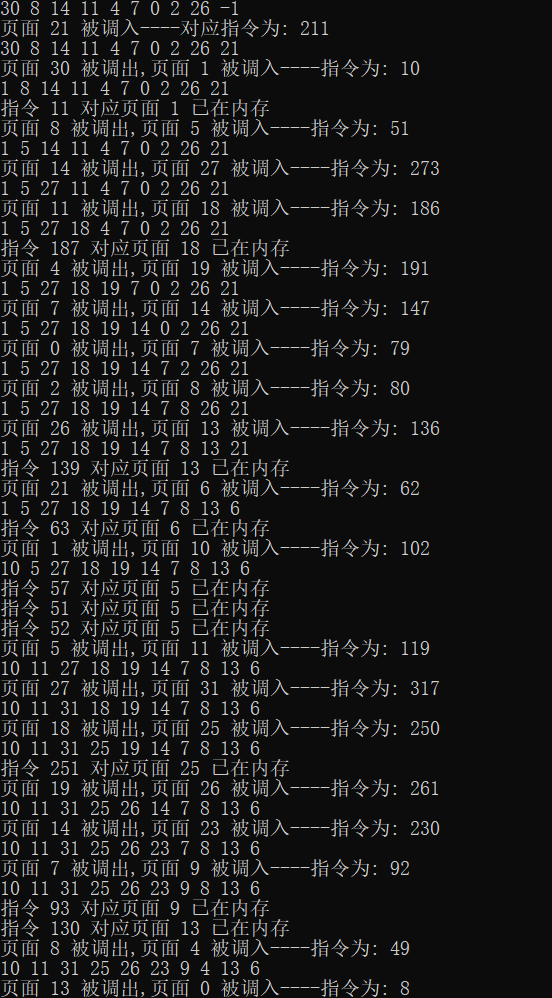 30 8 14 11 4 7 0 2 26 -1
页面 21 被调入----对应指令为: 211
30 8 14 11 4 7 0 2 26 21
页面 30 被调出,页面 1 被调入----指令为: 10
1 8 14 11 4 7 0 2 26 21
指令 11 对应页面 1 已在内存
页面 8 被调出,页面 5 被调入----指令为: 51
1 5 14 11 4 7 0 2 26 21
页面 14 被调出,页面 27 被调入----指令为: 273
1 5 27 11 4 7 0 2 26 21
页面 11 被调出,页面 18 被调入----指令为: 186
1 5 27 18 4 7 0 2 26 21
指令 187 对应页面 18 已在内存
页面 4 被调出,页面 19 被调入----指令为: 191
1 5 27 18 19 7 0 2 26 21
页面 7 被调出,页面 14 被调入----指令为: 147
1 5 27 18 19 14 0 2 26 21
页面 0 被调出,页面 7 被调入----指令为: 79
1 5 27 18 19 14 7 2 26 21
页面 2 被调出,页面 8 被调入----指令为: 80
1 5 27 18 19 14 7 8 26 21
页面 26 被调出,页面 13 被调入----指令为: 136
1 5 27 18 19 14 7 8 13 21
指令 139 对应页面 13 已在内存
页面 21 被调出,页面 6 被调入----指令为: 62
1 5 27 18 19 14 7 8 13 6
指令 63 对应页面 6 已在内存
页面 1 被调出,页面 10 被调入----指令为: 102
10 5 27 18 19 14 7 8 13 6
指令 57 对应页面 5 已在内存
指令 51 对应页面 5 已在内存
指令 52 对应页面 5 已在内存
页面 5 被调出,页面 11 被调入----指令为: 119
10 11 27 18 19 14 7 8 13 6
页面 27 被调出,页面 31 被调入----指令为: 317
10 11 31 18 19 14 7 8 13 6
页面 18 被调出,页面 25 被调入----指令为: 250
10 11 31 25 19 14 7 8 13 6
指令 251 对应页面 25 已在内存
页面 19 被调出,页面 26 被调入----指令为: 261
10 11 31 25 26 14 7 8 13 6
页面 14 被调出,页面 23 被调入----指令为: 230
10 11 31 25 26 23 7 8 13 6
页面 7 被调出,页面 9 被调入----指令为: 92
10 11 31 25 26 23 9 8 13 6
指令 93 对应页面 9 已在内存
指令 130 对应页面 13 已在内存
页面 8 被调出,页面 4 被调入----指令为: 49
10 11 31 25 26 23 9 4 13 6
页面 13 被调出,页面 0 被调入----指令为: 8